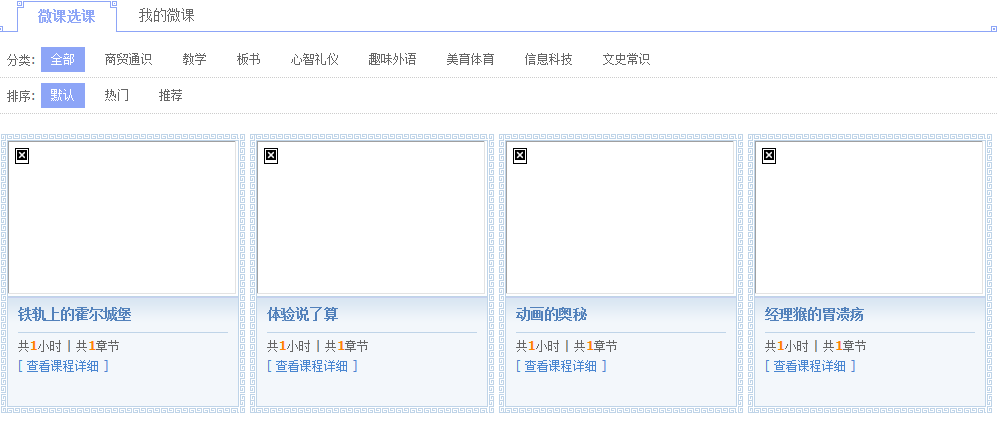 微课选课 我的微课
分类: 全部 商贸通识 教学 板书 心智礼仪 趣味外语 美育体育 信息科技 文史常识
排序: 默认 热门 推荐
铁轨上的霍尔城堡 体验说了算 动画的奥秘 经理猴的胃溃疡
共1小时 | 共1章节 共1小时 | 共1章节 共1小时 | 共1章节 共1小时 | 共1章节
[ 查看课程详细 ] [ 查看课程详细 ] [ 查看课程详细 ] [ 查看课程详细 ]